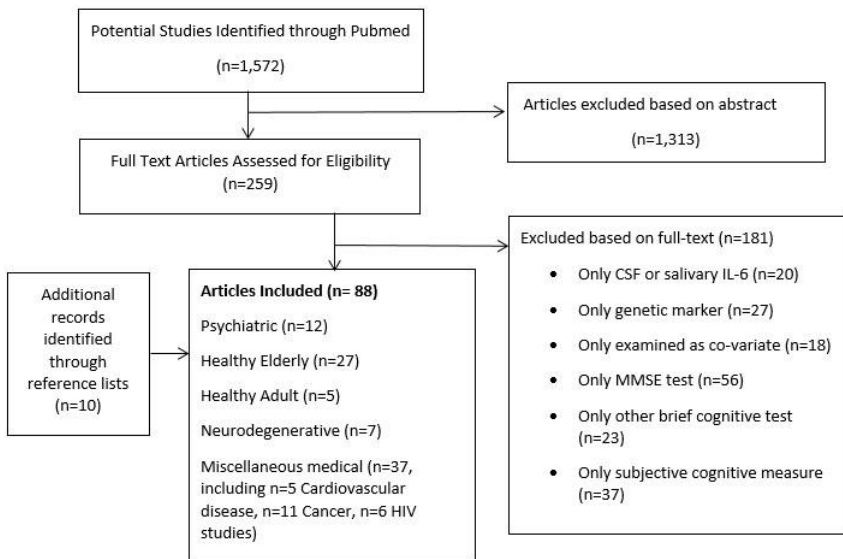 Potential Studies Identified through Pubmed
(n=1,572)
Articles excluded based on abstract
(n=1,313)
Full Text Articles Assessed for Eligibility
(n=259)
Excluded based on full-text (n=181)
• Only CSF or salivary IL-6 (n=20)
• Only genetic marker (n=27)
• Only examined as co-variate (n=18)
• Only MMSE test (n=56)
• Only other brief cognitive test
(n=23)
• Only subjective cognitive measure
(n=37)
Additional
records
identified
through
reference lists
(n=10)
Articles Included (n= 88)
Psychiatric (n=12)
Healthy Elderly (n=27)
Healthy Adult (n=5)
Neurodegenerative (n=7)
Miscellaneous medical (n=37,
including n=5 Cardiovascular
disease, n=11 Cancer, n=6 HIV
studies)